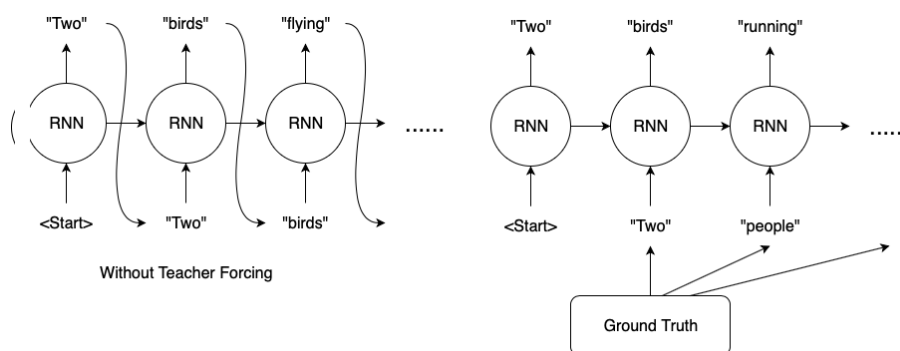 "Two" "birds" "flying"
RNN RNN RNN ......
<Start> "Two" "birds"
Without Teacher Forcing
"Two" "birds" "running"
RNN RNN RNN .....
<Start> "Two" "people"
Ground Truth